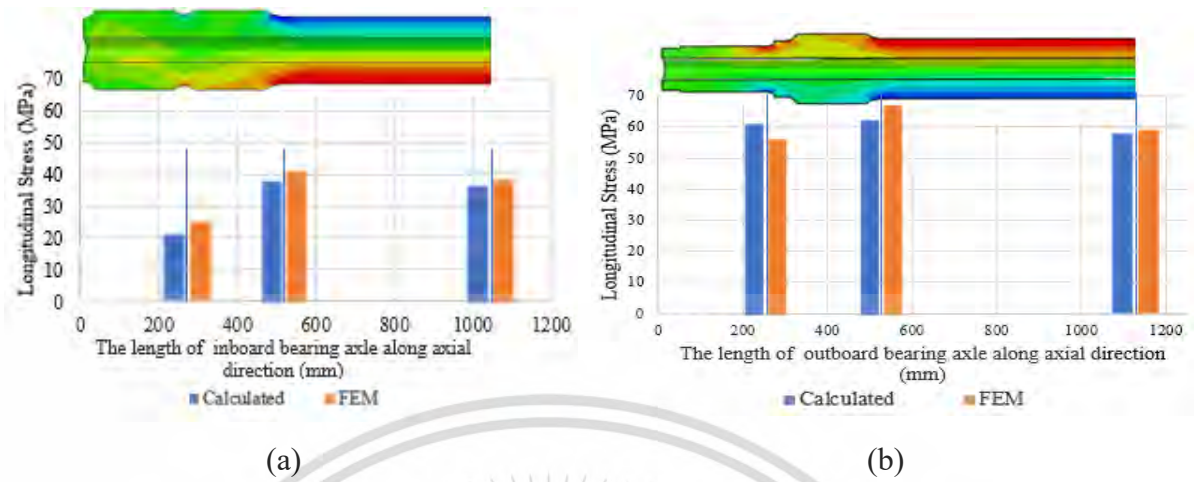 70
60
50
40
30
20
10
0
Longitudinal Stress (MPa)
0 200 400 600 800 1000 1200
The length of inboard bearing axle along axial
direction (mm)
Calculated FEM
(a)
70
60
50
40
30
20
10
0
Longitudinal Stress (MPa)
0 200 400 600 800 1000 1200
The length of outboard bearing axle along axial direction
(mm)
Calculated FEM
(b)